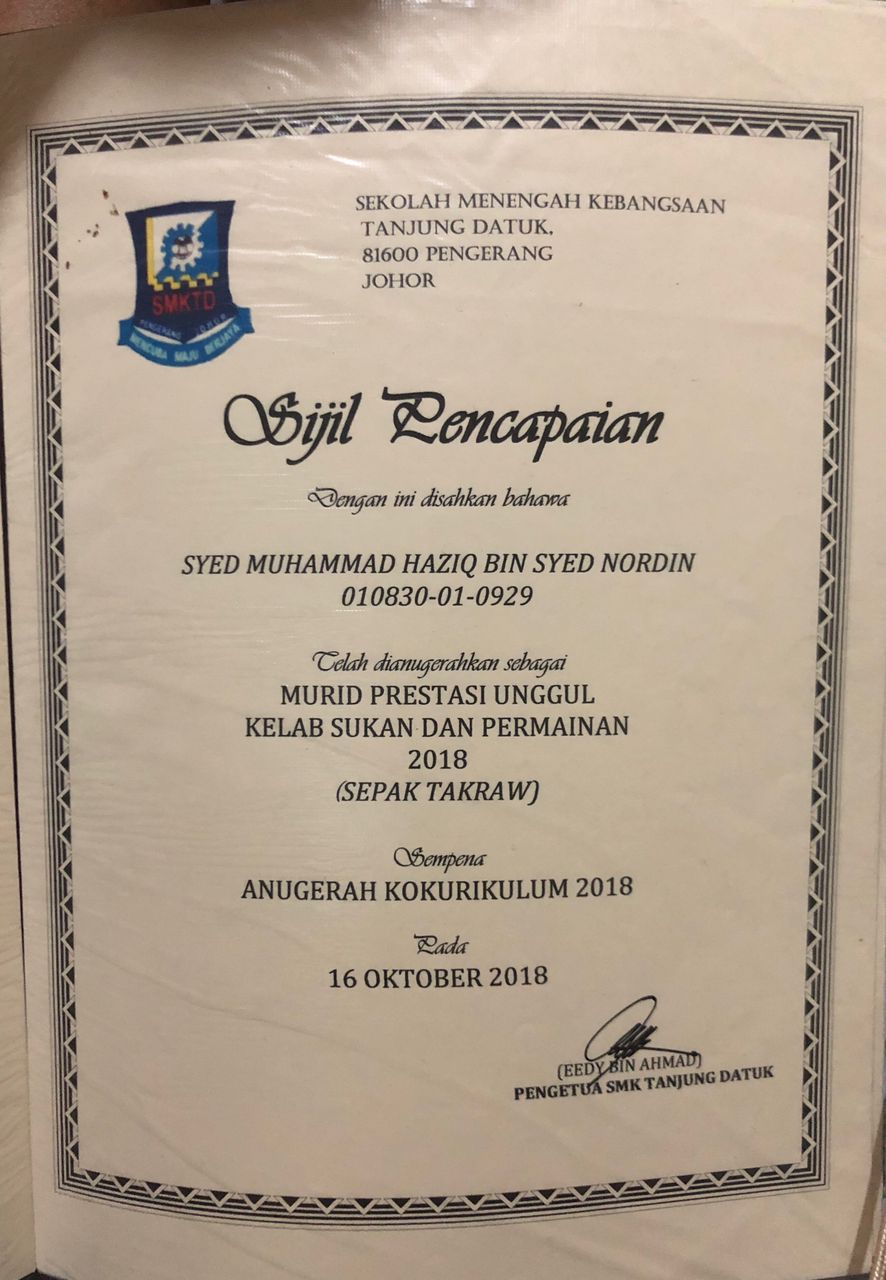 SEKOLAH MENENGAH KEBANGSAAN
TANJUNG DATUK,
81600 PENGERANG
JOHOR
SMKTD
PENGERANG JOHOR
MENCUBA MAJU BERJAYA
Sijil Pencapaian
Dengan ini disahkan bahawa
SYED MUHAMMAD HAZIQ BIN SYED NORDIN
010830-01-0929
Telah dianugerahkan sebagai
MURID PRESTASI UNGGUL
KELAB SUKAN DAN PERMAINAN
2018
(SEPAK TAKRAW)
Sempena
ANUGERAH KOKURIKULUM 2018
Pada
16 OKTOBER 2018
(EEDY BIN AHMAD)
PENGETUA SMK TANJUNG DATUK